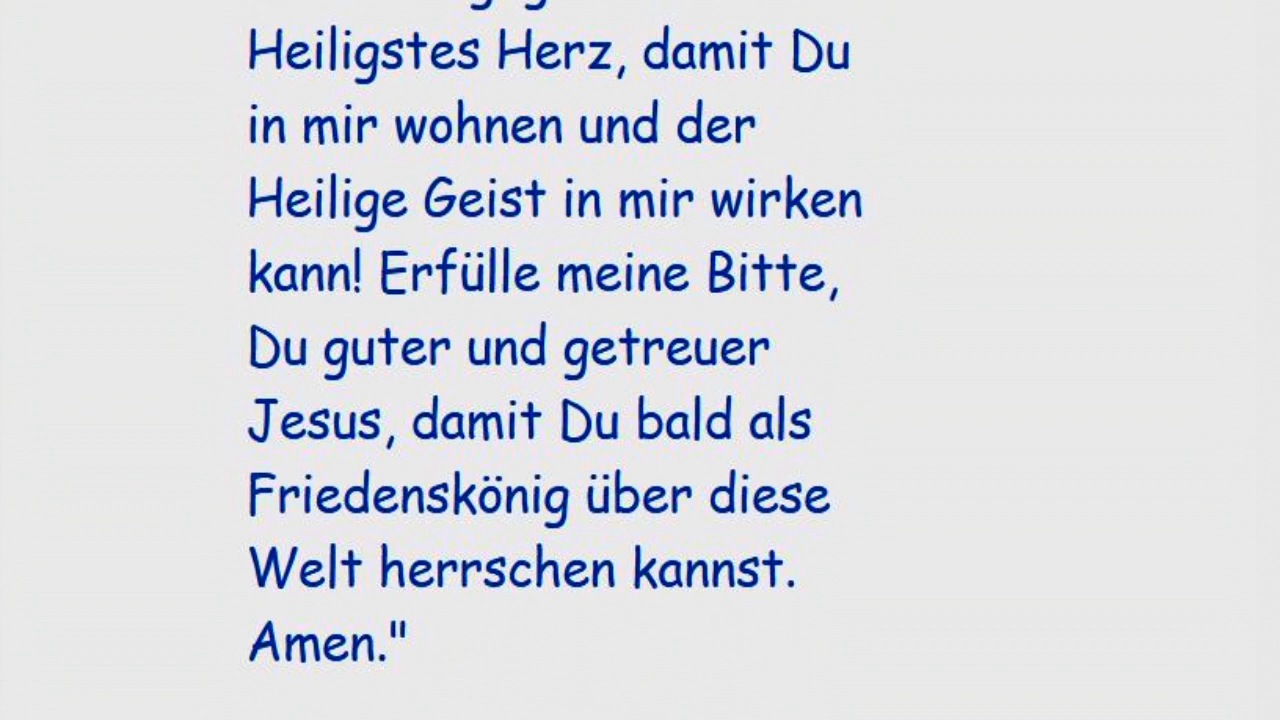 Heiligstes Herz, damit Du
in mir wohnen und der
Heilige Geist in mir wirken
kann! Erfülle meine Bitte,
Du guter und getreuer
Jesus, damit Du bald als
Friedenskönig über diese
Welt herrschen kannst.
Amen."